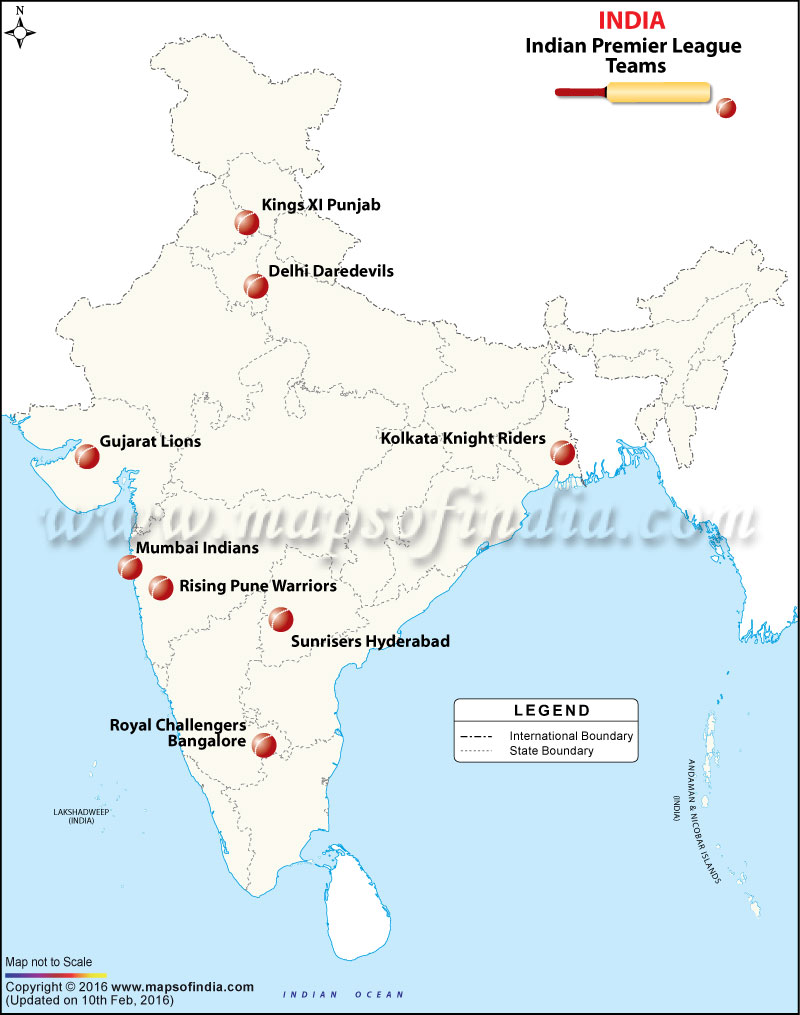 N
INDIA
Indian Premier League
Teams
Kings XI Punjab
Delhi Daredevils
Gujarat Lions
Kolkata Knight Riders
www.mapsofindia.com
Mumbai Indians
Rising Pune Warriors
Sunrisers Hyderabad
Royal Challengers
Bangalore
LEGEND
International Boundary
State Boundary
LAKSHADWEEP
(INDIA)
ANDAMAN & NICOBAR ISLANDS
(INDIA)
Map not to Scale
Copyright © 2016 www.mapsofindia.com
(Updated on 10th Feb, 2016)
INDIAN OCEAN